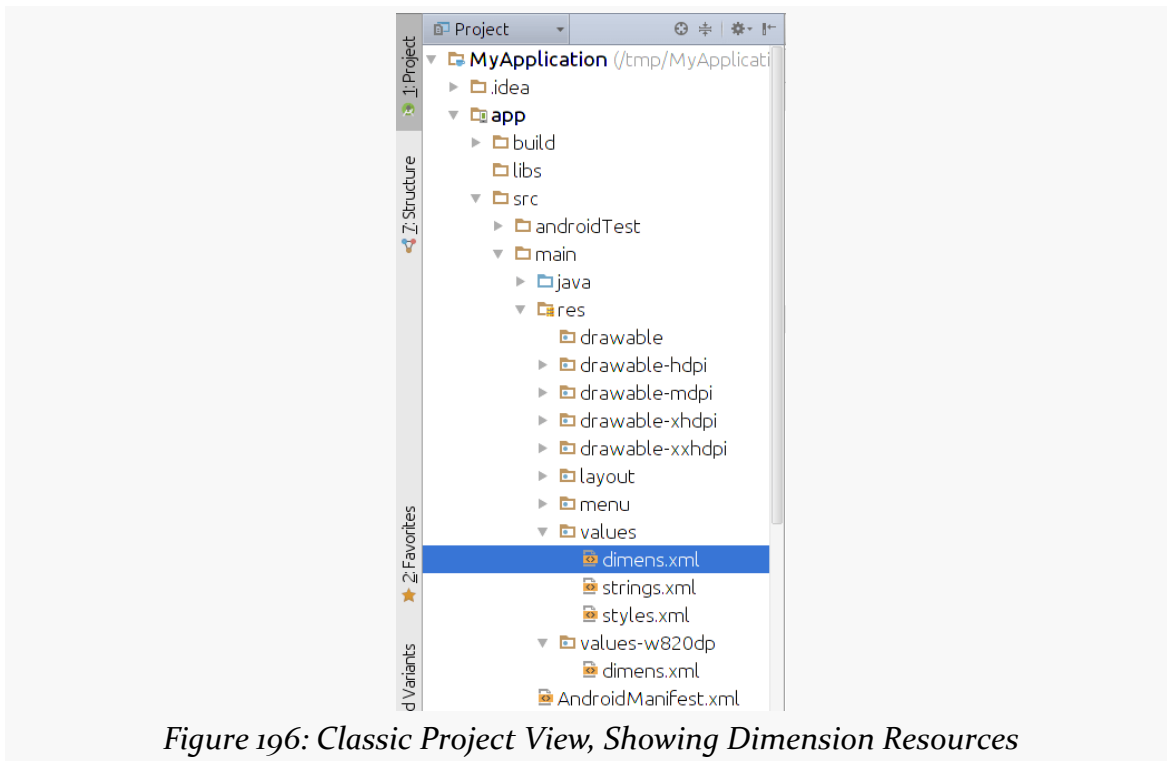 Project
1: Project
7: Structure
2: Favorites
d Variants
MyApplication (/tmp/MyApplicati
.idea
app
build
libs
src
androidTest
main
java
res
drawable
drawable-hdpi
drawable-mdpi
drawable-xhdpi
drawable-xxhdpi
layout
menu
values
dimens.xml
strings.xml
styles.xml
values-w820dp
dimens.xml
AndroidManifest.xml
Figure 196: Classic Project View, Showing Dimension Resources